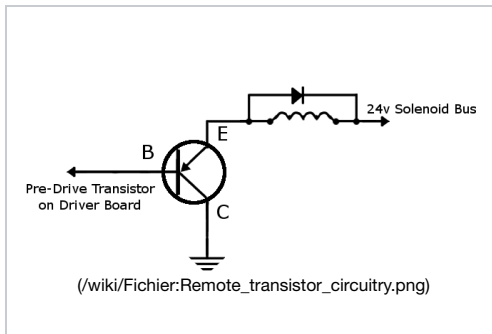 24v Solenoid Bus
E
B
Pre-Drive Transistor
on Driver Board
C
(/wiki/Fichier:Remote_transistor_circuitry.png)